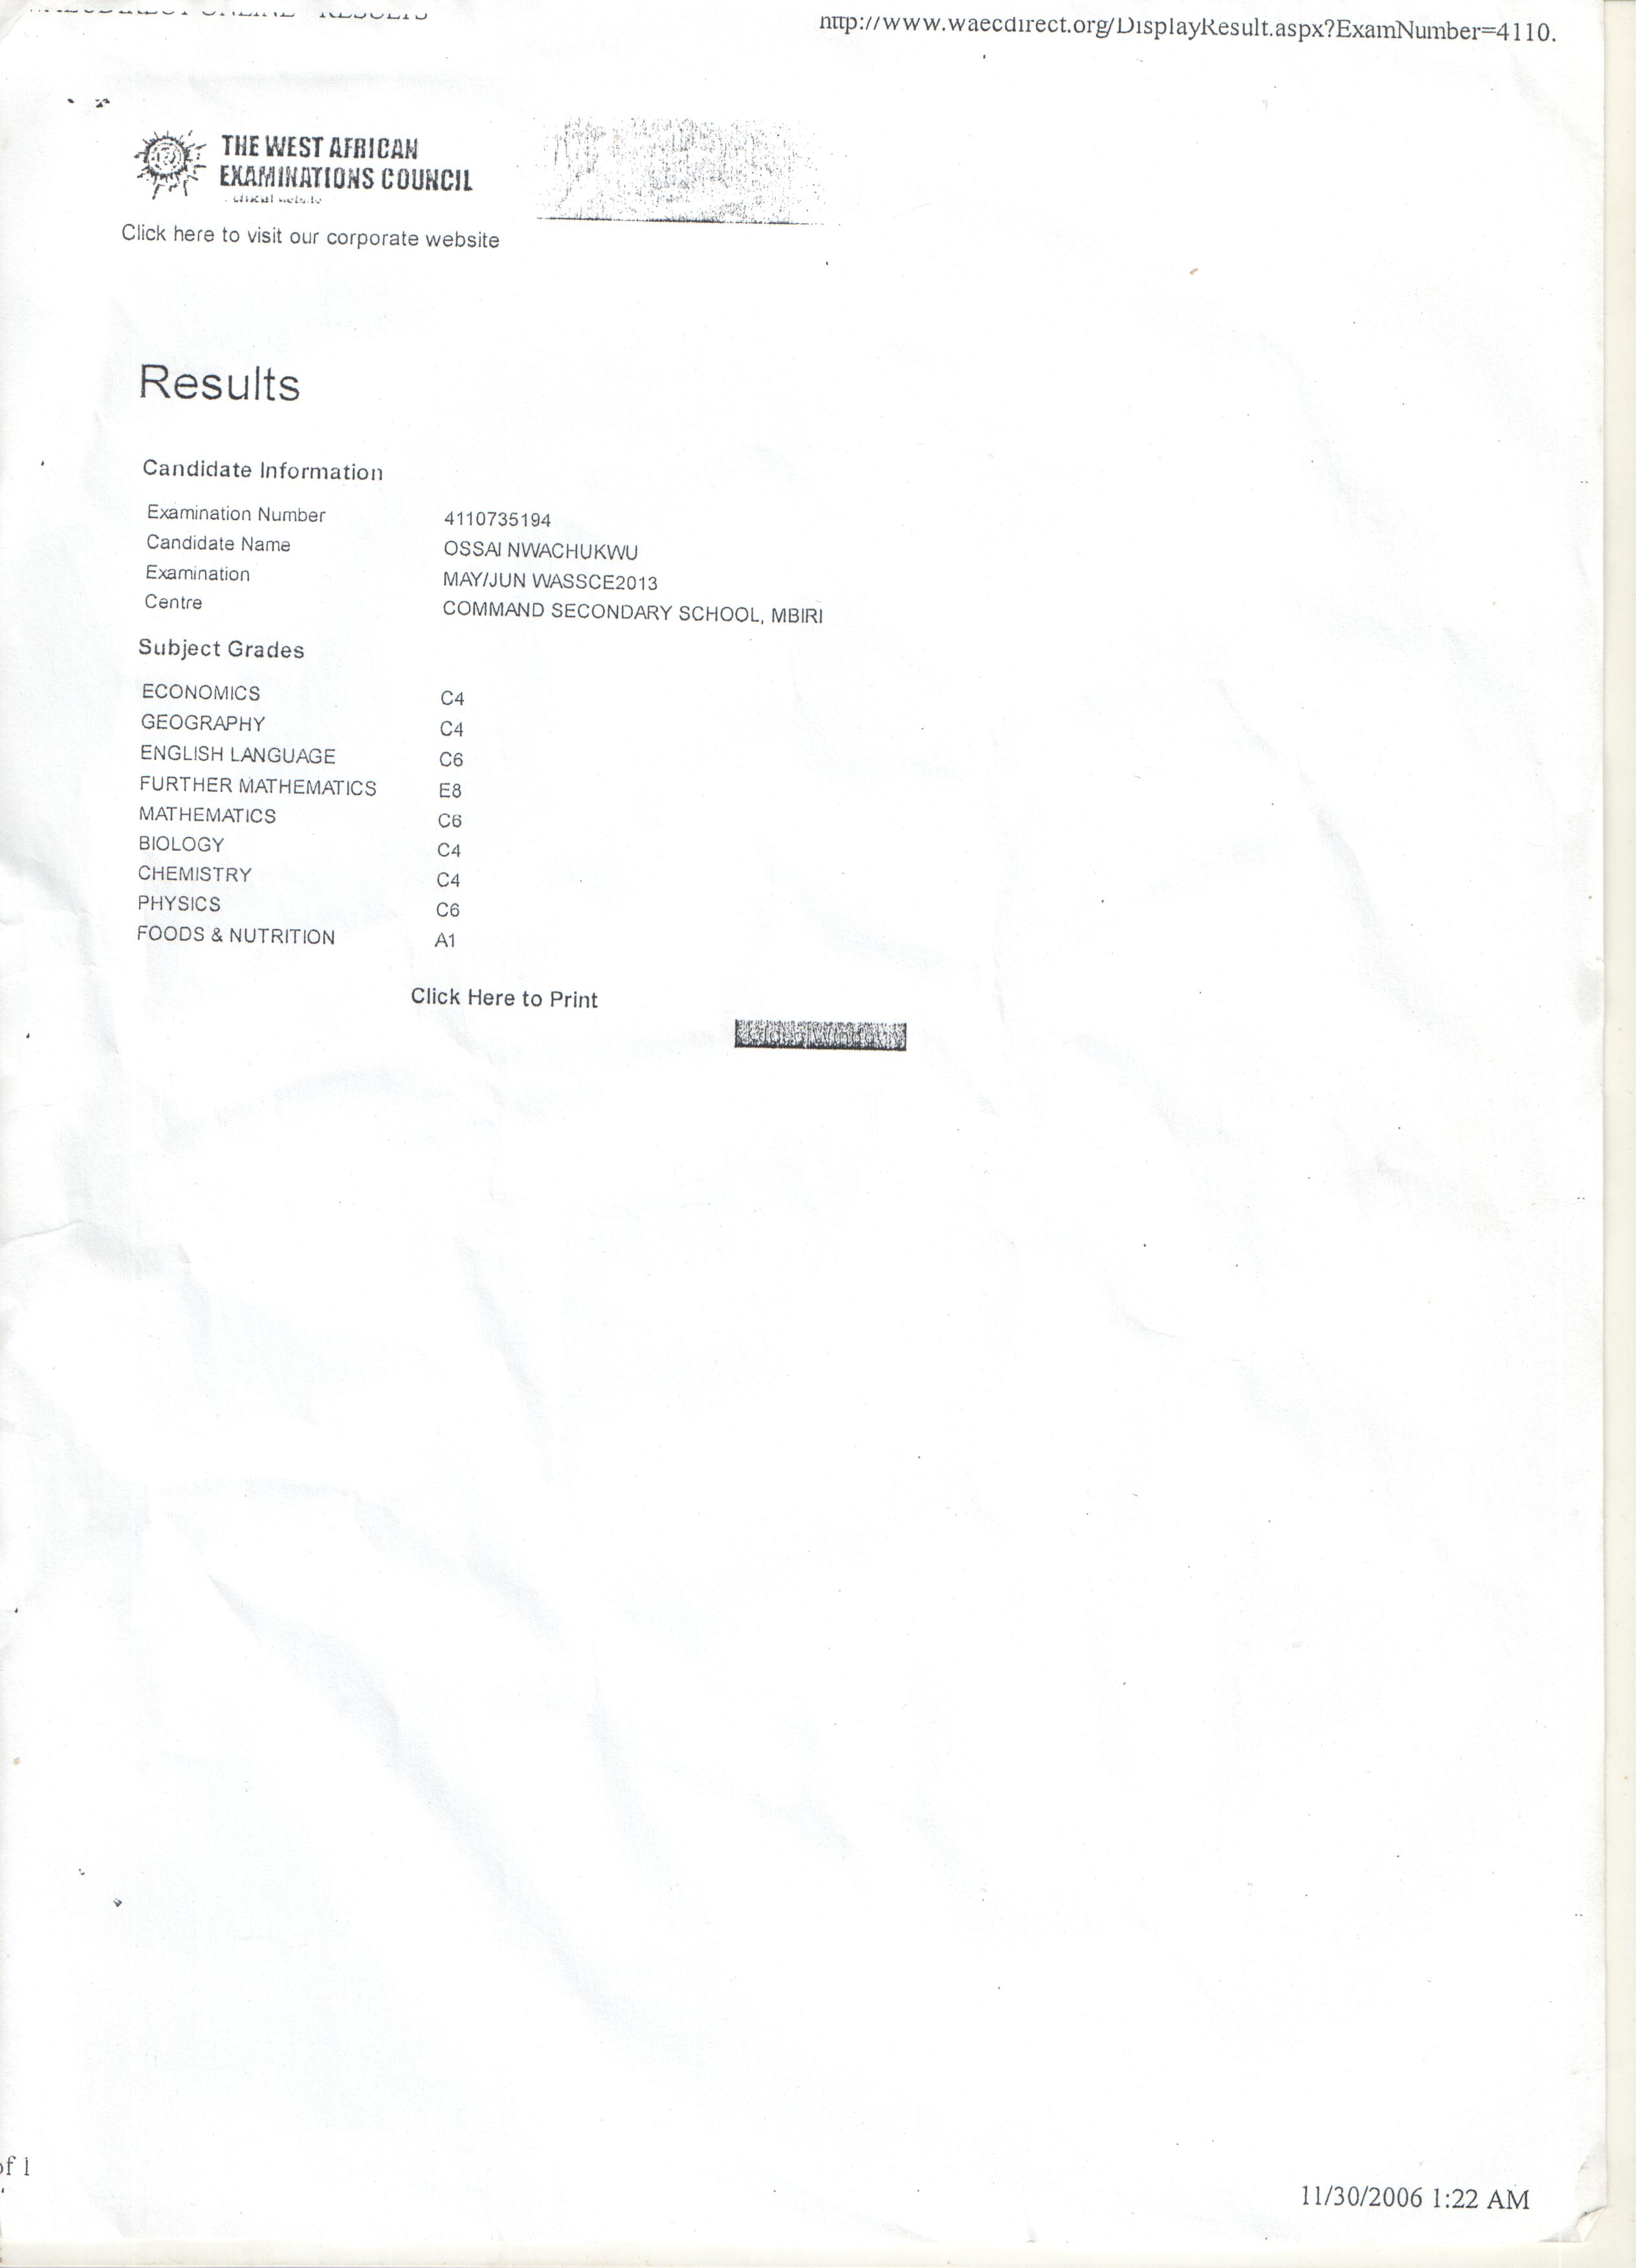 http://www.waecdirect.org/DisplayResult.aspx?ExamNumber=4110.
THE WEST AFRICAN
EXAMINATIONS COUNCIL
Click here to visit our corporate website
Results
Candidate Information
Examination Number 4110735194
Candidate Name OSSAI NWACHUKWU
Examination MAY/JUN WASSCE2013
Centre COMMAND SECONDARY SCHOOL, MBIRI
Subject Grades
ECONOMICS C4
GEOGRAPHY C4
ENGLISH LANGUAGE C6
FURTHER MATHEMATICS E8
MATHEMATICS C6
BIOLOGY C4
CHEMISTRY C4
PHYSICS C6
FOODS & NUTRITION A1
Click Here to Print
Close Window
of 1
11/30/2006 1:22 AM